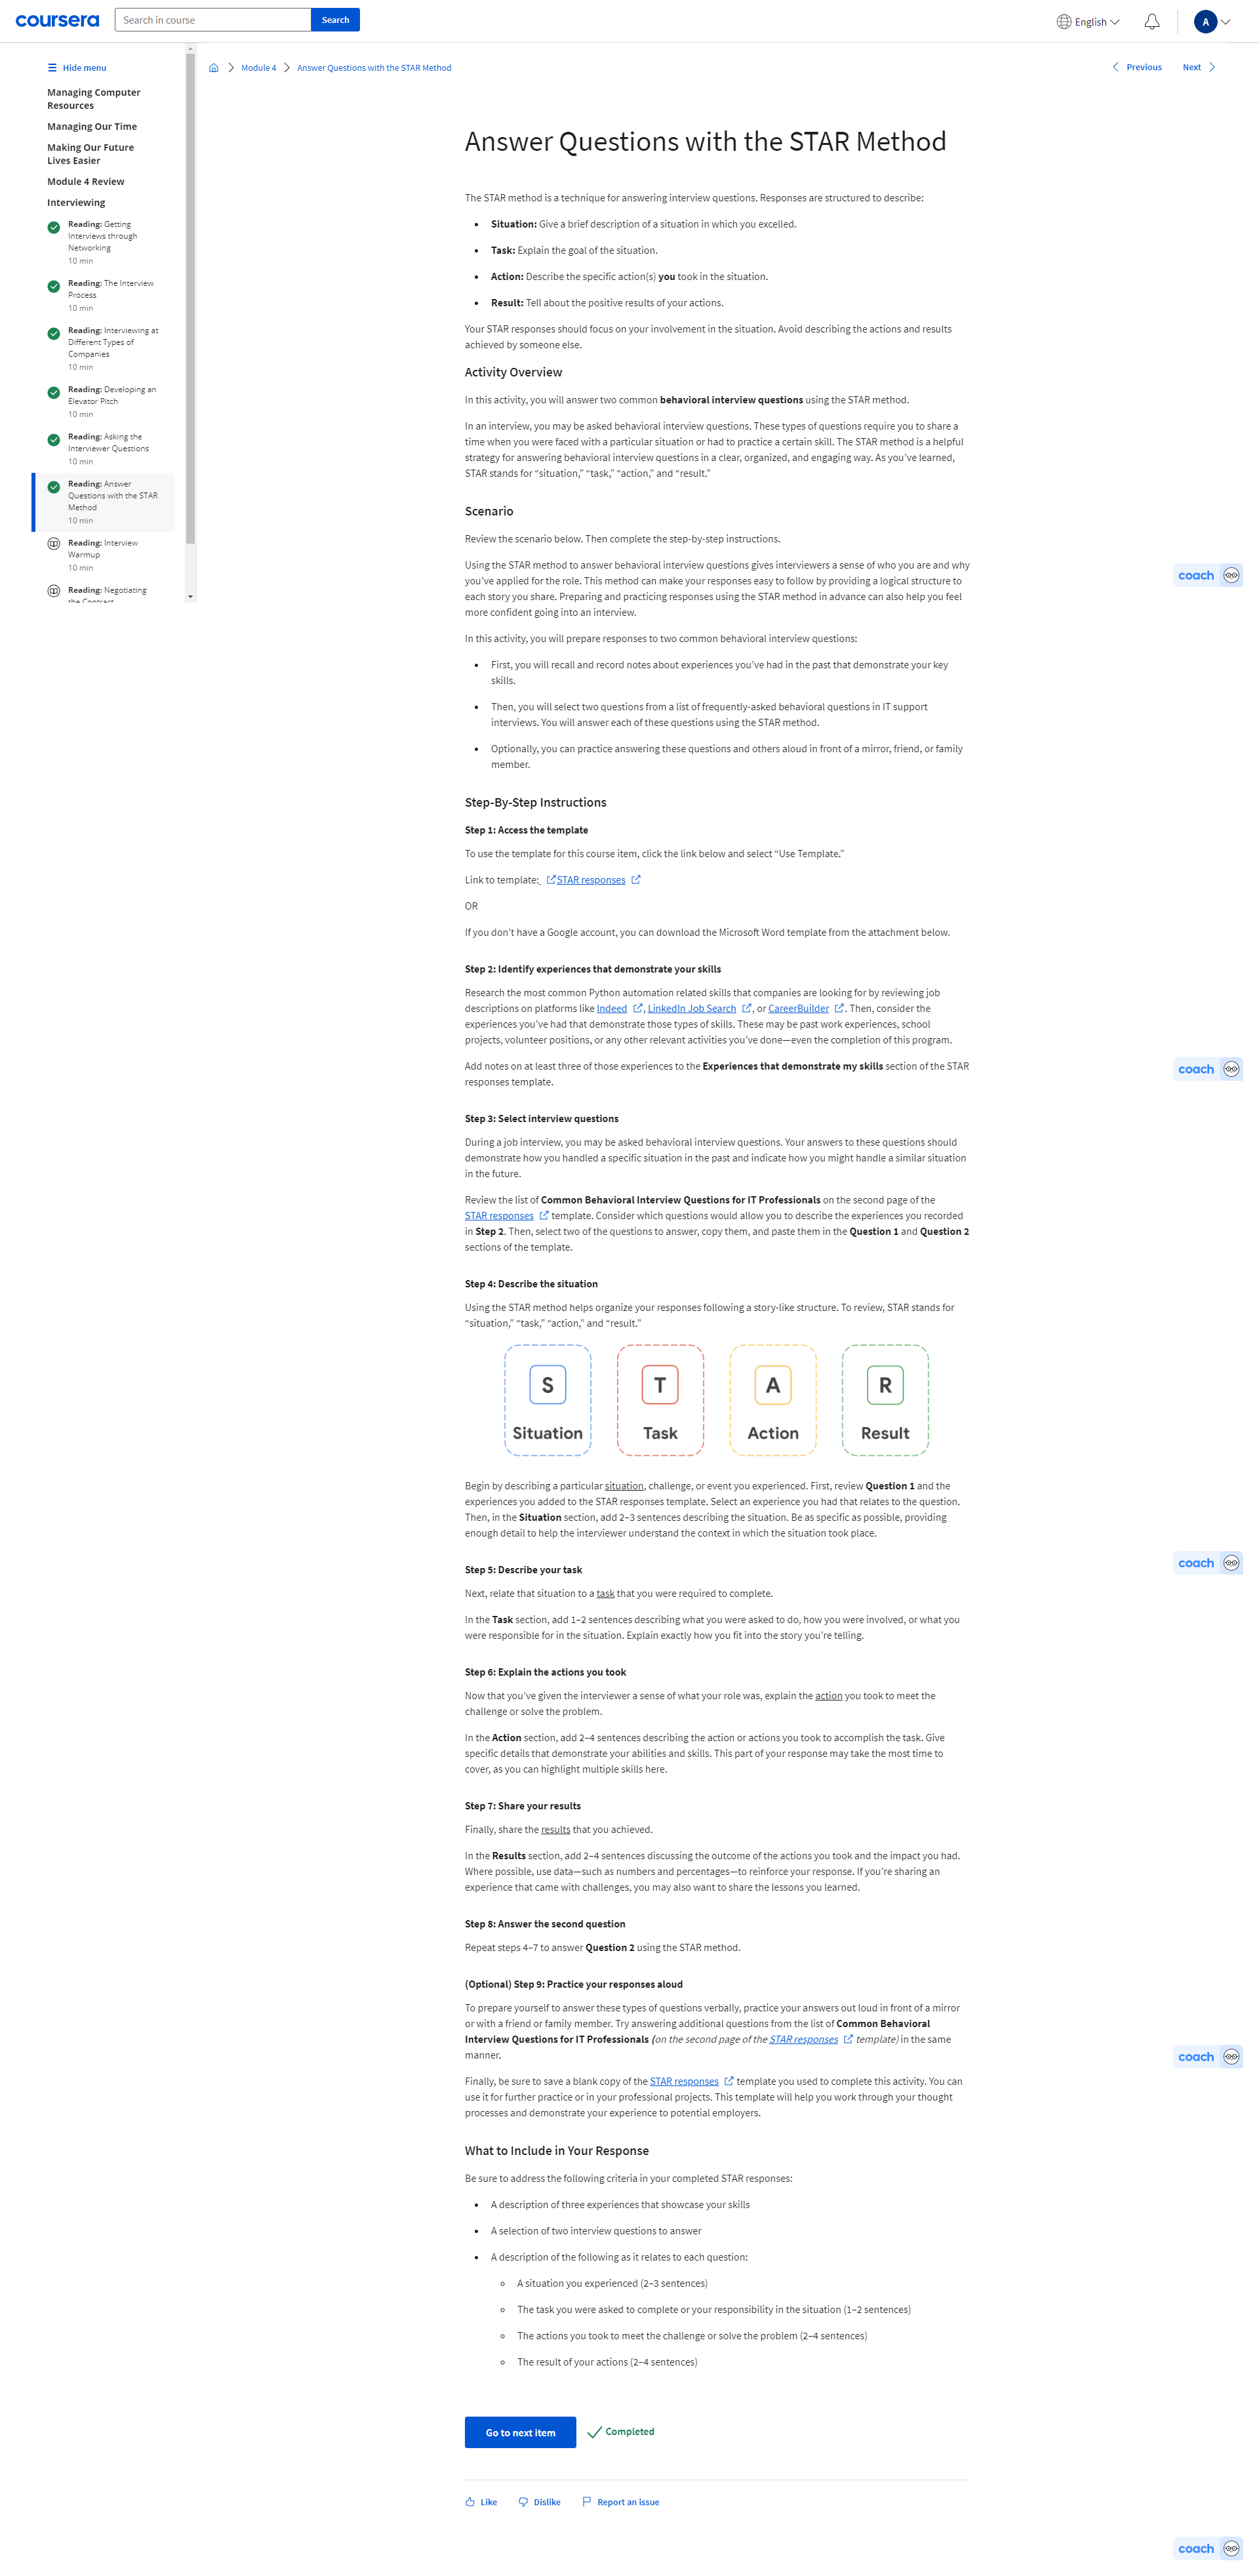 coursera
Search in course
Search
English
A
Hide menu
Module 4
Answer Questions with the STAR Method
Previous
Next
Managing Computer
Resources
Managing Our Time
Making Our Future
Lives Easier
Module 4 Review
Interviewing
Reading: Getting
Interviews through
Networking
10 min
Reading: The Interview
Process
10 min
Reading: Interviewing at
Different Types of
Companies
10 min
Reading: Developing an
Elevator Pitch
10 min
Reading: Asking the
Interviewer Questions
10 min
Reading: Answer
Questions with the STAR
Method
10 min
Reading: Interview
Warmup
10 min
Reading: Negotiating
the Contract
Answer Questions with the STAR Method
The STAR method is a technique for answering interview questions. Responses are structured to describe:
• Situation: Give a brief description of a situation in which you excelled.
• Task: Explain the goal of the situation.
• Action: Describe the specific action(s) you took in the situation.
• Result: Tell about the positive results of your actions.
Your STAR responses should focus on your involvement in the situation. Avoid describing the actions and results
achieved by someone else.
Activity Overview
In this activity, you will answer two common behavioral interview questions using the STAR method.
In an interview, you may be asked behavioral interview questions. These types of questions require you to share a
time when you were faced with a particular situation or had to practice a certain skill. The STAR method is a helpful
strategy for answering behavioral interview questions in a clear, organized, and engaging way. As you’ve learned,
STAR stands for “situation,” “task,” “action,” and “result.”
Scenario
Review the scenario below. Then complete the step-by-step instructions.
Using the STAR method to answer behavioral interview questions gives interviewers a sense of who you are and why
you’ve applied for the role. This method can make your responses easy to follow by providing a logical structure to
each story you share. Preparing and practicing responses using the STAR method in advance can also help you feel
more confident going into an interview.
In this activity, you will prepare responses to two common behavioral interview questions:
• First, you will recall and record notes about experiences you’ve had in the past that demonstrate your key
skills.
• Then, you will select two questions from a list of frequently-asked behavioral questions in IT support
interviews. You will answer each of these questions using the STAR method.
• Optionally, you can practice answering these questions and others aloud in front of a mirror, friend, or family
member.
Step-By-Step Instructions
Step 1: Access the template
To use the template for this course item, click the link below and select “Use Template.”
Link to template: STAR responses
OR
If you don’t have a Google account, you can download the Microsoft Word template from the attachment below.
Step 2: Identify experiences that demonstrate your skills
Research the most common Python automation related skills that companies are looking for by reviewing job
descriptions on platforms like Indeed , LinkedIn Job Search , or CareerBuilder . Then, consider the
experiences you’ve had that demonstrate those types of skills. These may be past work experiences, school
projects, volunteer positions, or any other relevant activities you’ve done—even the completion of this program.
Add notes on at least three of those experiences to the Experiences that demonstrate my skills section of the STAR
responses template.
Step 3: Select interview questions
During a job interview, you may be asked behavioral interview questions. Your answers to these questions should
demonstrate how you handled a specific situation in the past and indicate how you might handle a similar situation
in the future.
Review the list of Common Behavioral Interview Questions for IT Professionals on the second page of the
STAR responses template. Consider which questions would allow you to describe the experiences you recorded
in Step 2. Then, select two of the questions to answer, copy them, and paste them in the Question 1 and Question 2
sections of the template.
Step 4: Describe the situation
Using the STAR method helps organize your responses following a story-like structure. To review, STAR stands for
“situation,” “task,” “action,” and “result.”
S T A R
Situation Task Action Result
Begin by describing a particular situation, challenge, or event you experienced. First, review Question 1 and the
experiences you added to the STAR responses template. Select an experience you had that relates to the question.
Then, in the Situation section, add 2–3 sentences describing the situation. Be as specific as possible, providing
enough detail to help the interviewer understand the context in which the situation took place.
Step 5: Describe your task
Next, relate that situation to a task that you were required to complete.
In the Task section, add 1–2 sentences describing what you were asked to do, how you were involved, or what you
were responsible for in the situation. Explain exactly how you fit into the story you’re telling.
Step 6: Explain the actions you took
Now that you’ve given the interviewer a sense of what your role was, explain the action you took to meet the
challenge or solve the problem.
In the Action section, add 2–4 sentences describing the action or actions you took to accomplish the task. Give
specific details that demonstrate your abilities and skills. This part of your response may take the most time to
cover, as you can highlight multiple skills here.
Step 7: Share your results
Finally, share the results that you achieved.
In the Results section, add 2–4 sentences discussing the outcome of the actions you took and the impact you had.
Where possible, use data—such as numbers and percentages—to reinforce your response. If you’re sharing an
experience that came with challenges, you may also want to share the lessons you learned.
Step 8: Answer the second question
Repeat steps 4–7 to answer Question 2 using the STAR method.
(Optional) Step 9: Practice your responses aloud
To prepare yourself to answer these types of questions verbally, practice your answers out loud in front of a mirror
or with a friend or family member. Try answering additional questions from the list of Common Behavioral
Interview Questions for IT Professionals (on the second page of the STAR responses template) in the same
manner.
Finally, be sure to save a blank copy of the STAR responses template you used to complete this activity. You can
use it for further practice or in your professional projects. This template will help you work through your thought
processes and demonstrate your experience to potential employers.
What to Include in Your Response
Be sure to address the following criteria in your completed STAR responses:
• A description of three experiences that showcase your skills
• A selection of two interview questions to answer
• A description of the following as it relates to each question:
○ A situation you experienced (2–3 sentences)
○ The task you were asked to complete or your responsibility in the situation (1–2 sentences)
○ The actions you took to meet the challenge or solve the problem (2–4 sentences)
○ The result of your actions (2–4 sentences)
Go to next item
Completed
Like
Dislike
Report an issue
coach
coach
coach
coach
coach